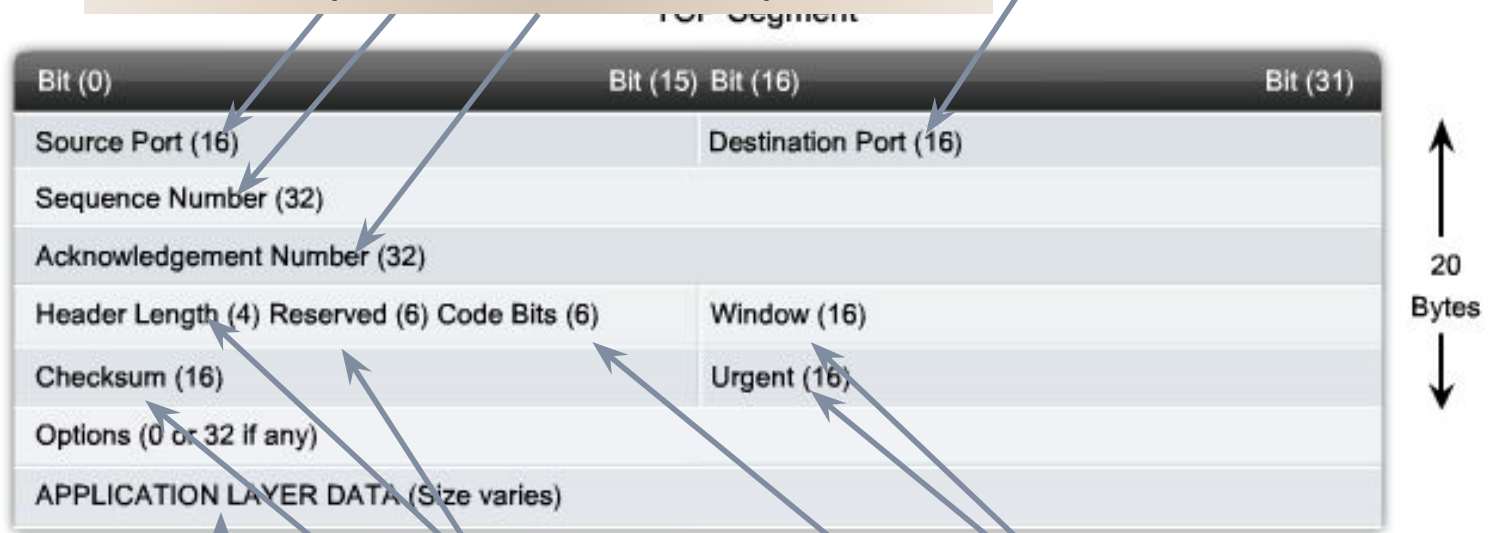 TCP Segment
Bit (0) Bit (15) Bit (16) Bit (31)
Source Port (16) Destination Port (16)
Sequence Number (32)
Acknowledgement Number (32)
20
Header Length (4) Reserved (6) Code Bits (6) Window (16)
Bytes
Checksum (16) Urgent (16)
Options (0 or 32 if any)
APPLICATION LAYER DATA (Size varies)